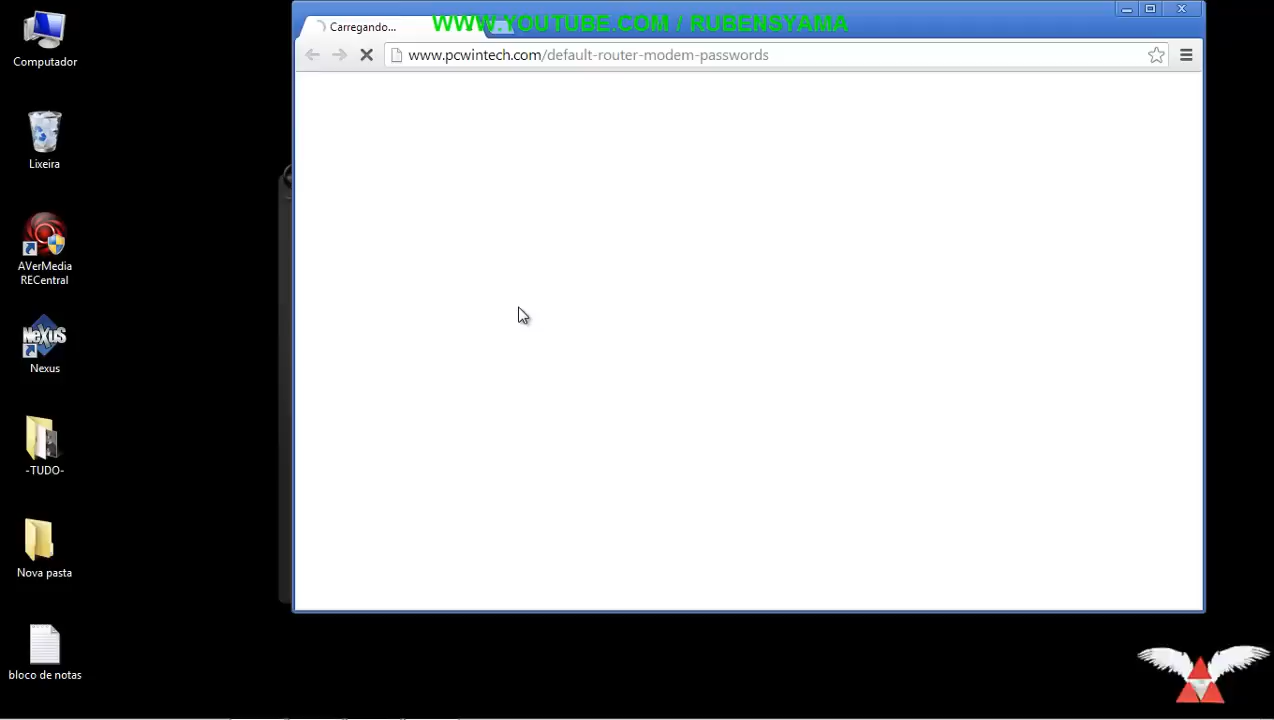 Computador
Lixeira
AVerMedia
RECentral
NeXuS
Nexus
-TUDO-
Nova pasta
bloco de notas
Carregando...
WWW.YOUTUBE.COM / RUBENSYAMA
www.pcwintech.com/default-router-modem-passwords